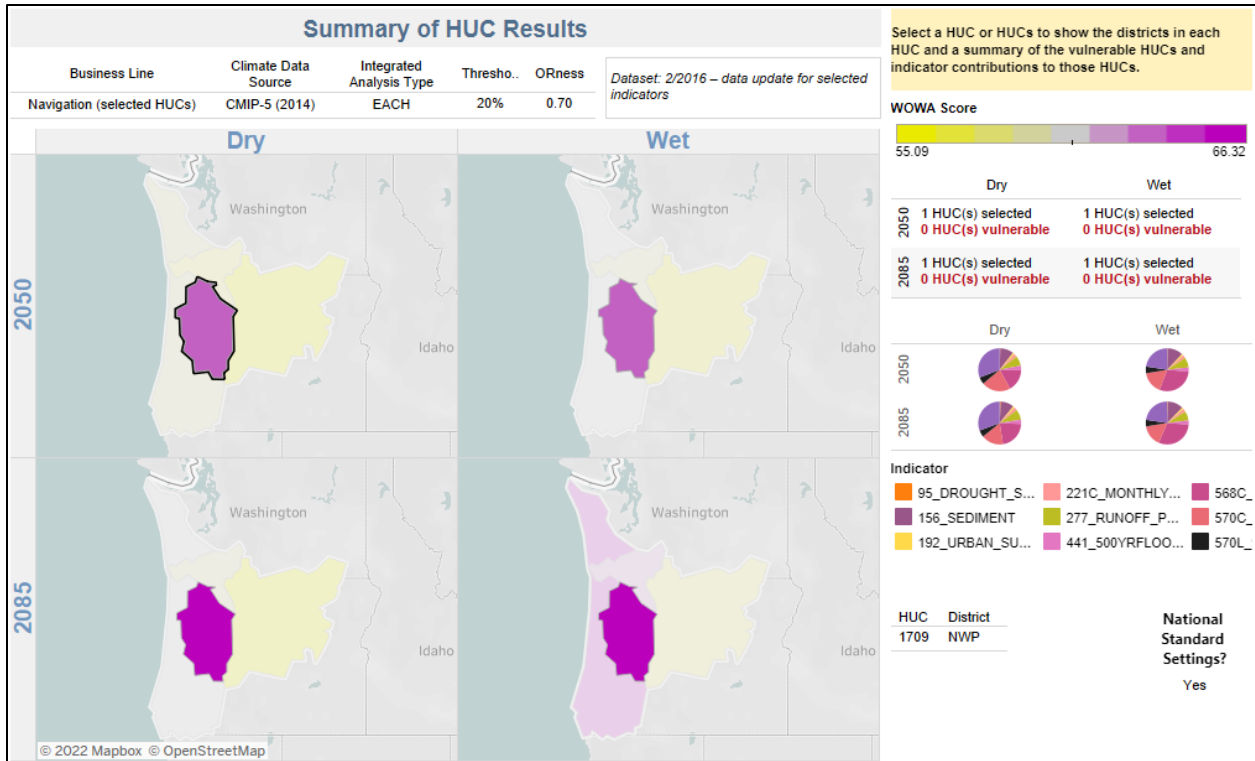 Summary of HUC Results
Business Line
Climate Data Source
Integrated Analysis Type
Thresho..
ORness
Navigation (selected HUCs)
CMIP-5 (2014)
EACH
20%
0.70
Dataset: 2/2016 – data update for selected
indicators
Select a HUC or HUCs to show the districts in each
HUC and a summary of the vulnerable HUCs and
indicator contributions to those HUCs.
WOWA Score
55.09
66.32
Dry
Wet
2050
Washington
Idaho
Washington
Idaho
2085
Washington
Idaho
Washington
Idaho
© 2022 Mapbox © OpenStreetMap
Dry
Wet
2050
1 HUC(s) selected
0 HUC(s) vulnerable
1 HUC(s) selected
0 HUC(s) vulnerable
2085
1 HUC(s) selected
0 HUC(s) vulnerable
1 HUC(s) selected
0 HUC(s) vulnerable
Dry
Wet
2050
2085
Indicator
95_DROUGHT_S...
221C_MONTHLY...
568C_
156_SEDIMENT
277_RUNOFF_P...
570C_
192_URBAN_SU...
441_500YRFLOO...
570L_
HUC
District
1709
NWP
National
Standard
Settings?
Yes